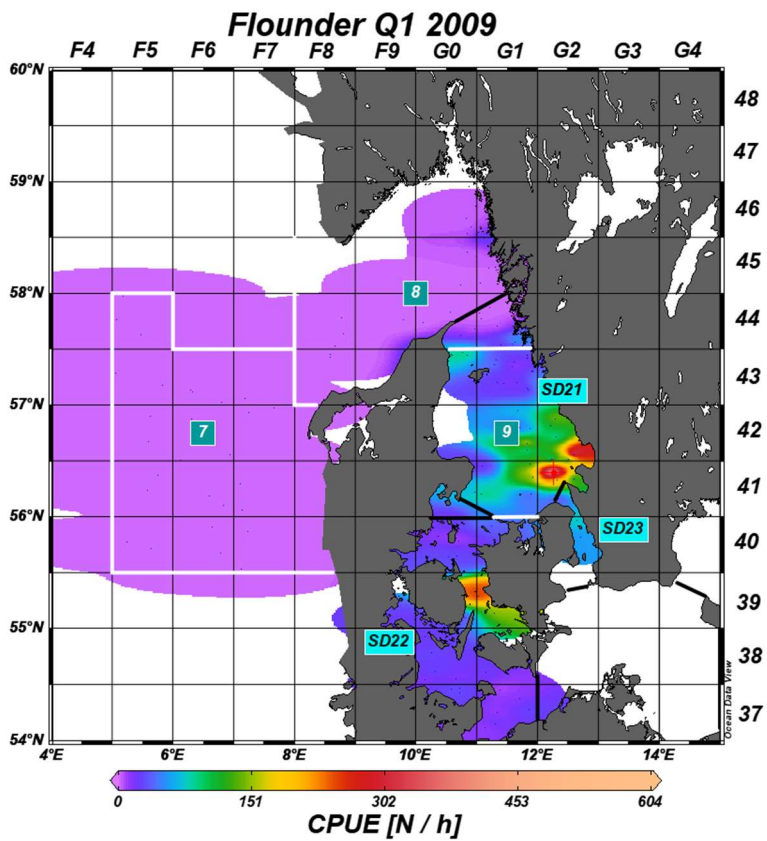 Flounder Q1 2009
F4 F5 F6 F7 F8 F9 G0 G1 G2 G3 G4
60°N
48
47
59°N
46
45
58°N
8
44
43
SD21
57°N
7
9
42
41
56°N
SD23
40
39
55°N
SD22
38
37
Ocean Data View
54°N
4°E 6°E 8°E 10°E 12°E 14°E
0 151 302 453 604
CPUE [N / h]